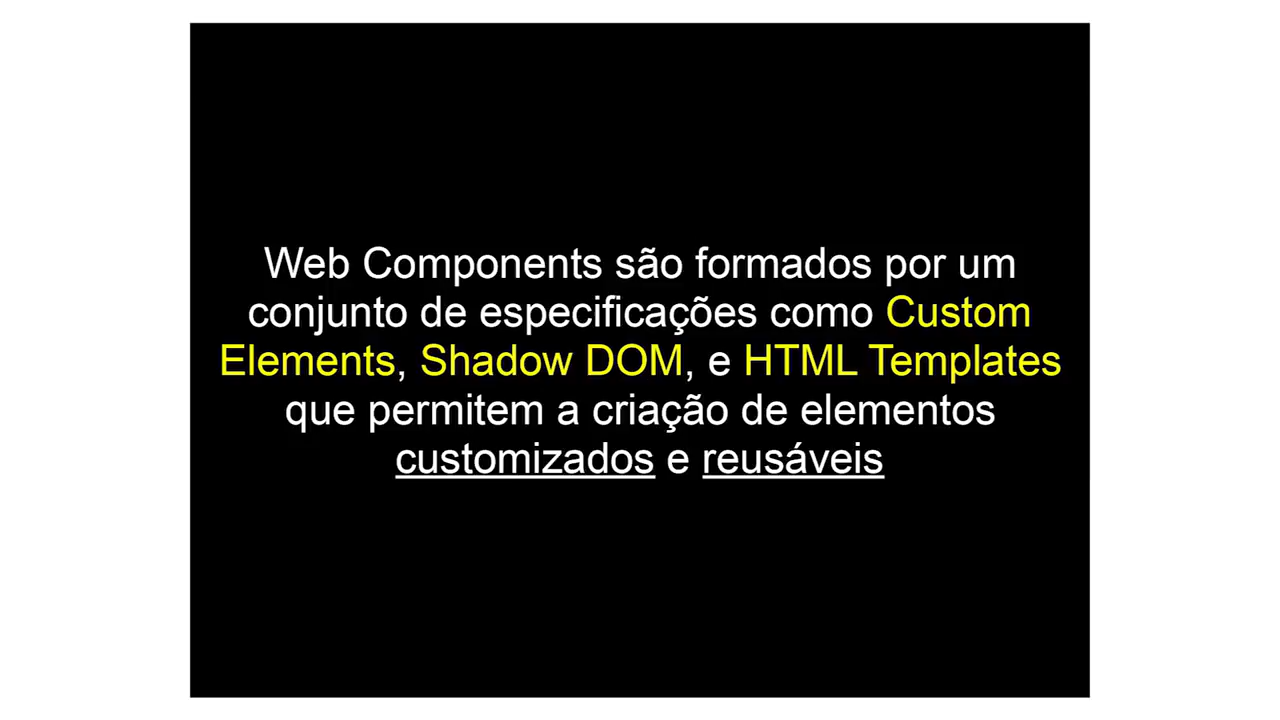 Web Components são formados por um
conjunto de especificações como Custom
Elements, Shadow DOM, e HTML Templates
que permitem a criação de elementos
customizados e reusáveis